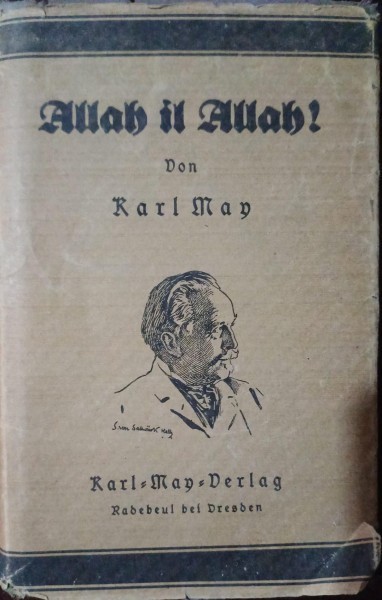 Allah il Allah!
Von
Karl May
Karl-May-Verlag
Radebeul bei Dresden